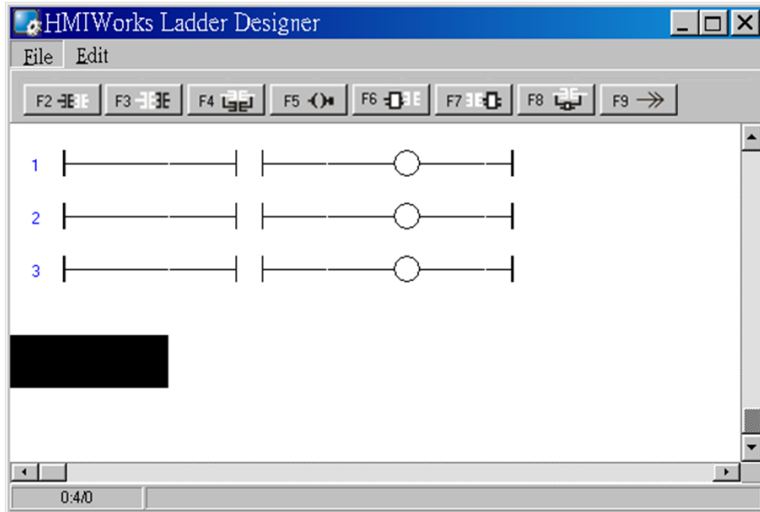 HMIWorks Ladder Designer
File Edit
F2 F3 F4 F5 F6 F7 F8 F9
1
2
3
0:4/0